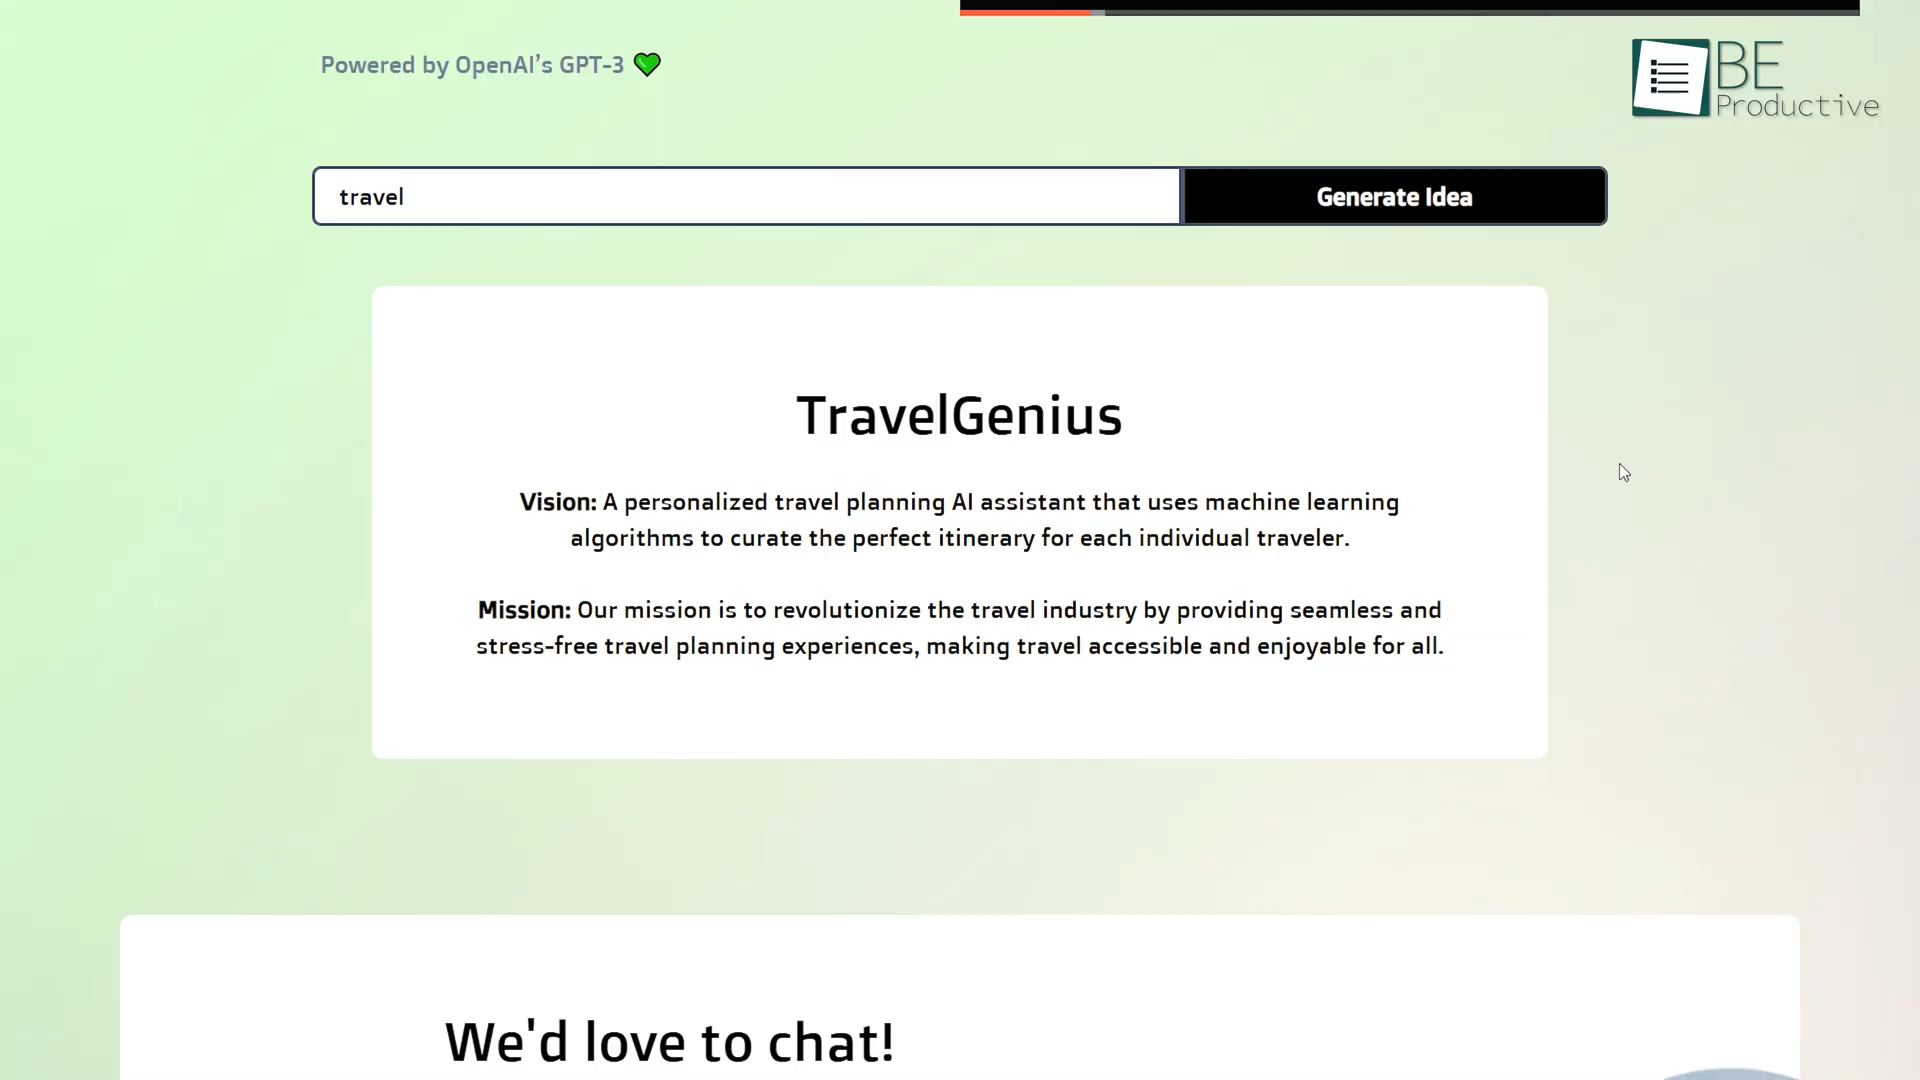 Powered by OpenAI's GPT-3
BE
Productive
travel
Generate Idea
TravelGenius
Vision: A personalized travel planning AI assistant that uses machine learning
algorithms to curate the perfect itinerary for each individual traveler.
Mission: Our mission is to revolutionize the travel industry by providing seamless and
stress-free travel planning experiences, making travel accessible and enjoyable for all.
We'd love to chat!